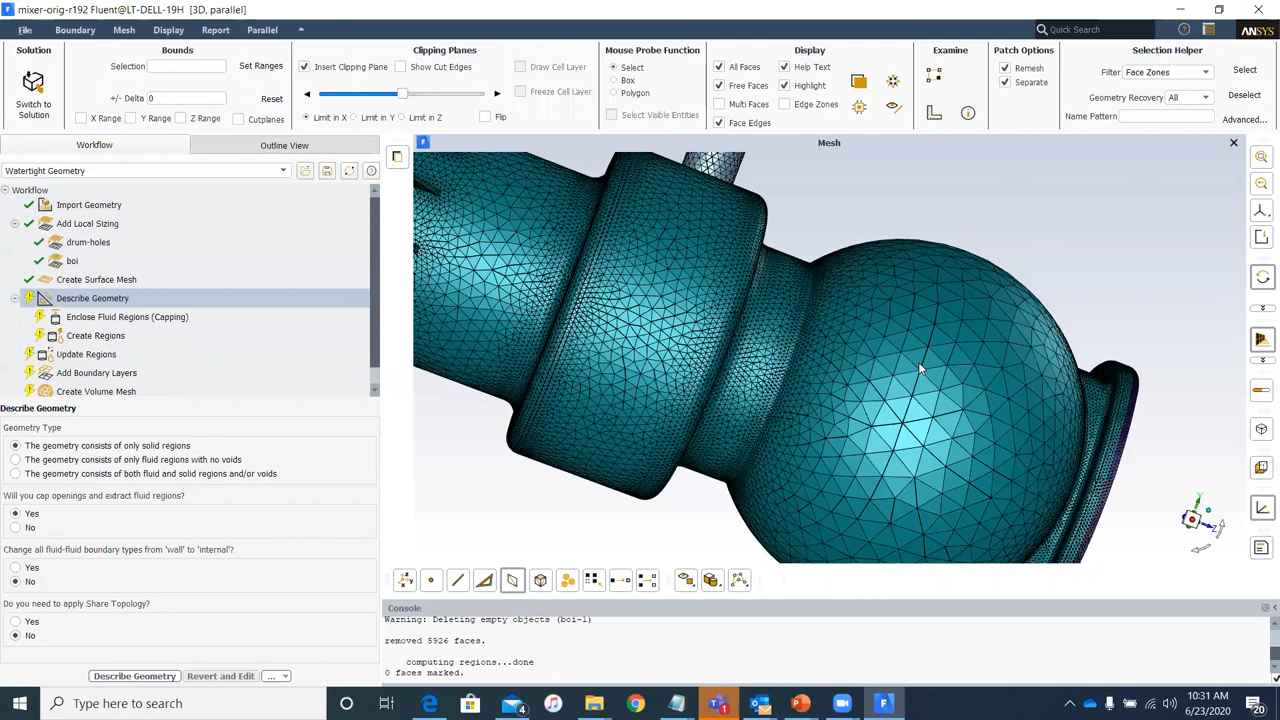 mixer-orig-r192 Fluent@LT-DELL-19H [3D, parallel]
File Boundary Mesh Display Report Parallel
Quick Search
ANSYS
Solution
Switch to
Solution
Bounds
Selection
Set Ranges
+/- Delta 0
Reset
X Range Y Range Z Range Cutplanes
Clipping Planes
Insert Clipping Plane Show Cut Edges
Draw Cell Layer
Freeze Cell Layer
Limit in X Limit in Y Limit in Z Flip
Mouse Probe Function
Select
Box
Polygon
Select Visible Entities
Display
All Faces Help Text
Free Faces Highlight
Multi Faces Edge Zones
Face Edges
Examine
Patch Options
Remesh
Separate
Selection Helper
Filter Face Zones Select
Geometry Recovery All Deselect
Name Pattern Advanced...
Workflow
Outline View
Watertight Geometry
Workflow
Import Geometry
Add Local Sizing
drum-holes
boi
Create Surface Mesh
Describe Geometry
Enclose Fluid Regions (Capping)
Create Regions
Update Regions
Add Boundary Layers
Create Volume Mesh
Describe Geometry
Geometry Type
The geometry consists of only solid regions
The geometry consists of only fluid regions with no voids
The geometry consists of both fluid and solid regions and/or voids
Will you cap openings and extract fluid regions?
Yes
No
Change all fluid-fluid boundary types from 'wall' to 'internal'?
Yes
No
Do you need to apply Share Topology?
Yes
No
Describe Geometry Revert and Edit ...
Mesh
Console
Warning: Deleting empty objects (boi-1)
removed 5926 faces.
computing regions...done
0 faces marked.
Type here to search
10:31 AM
6/23/2020